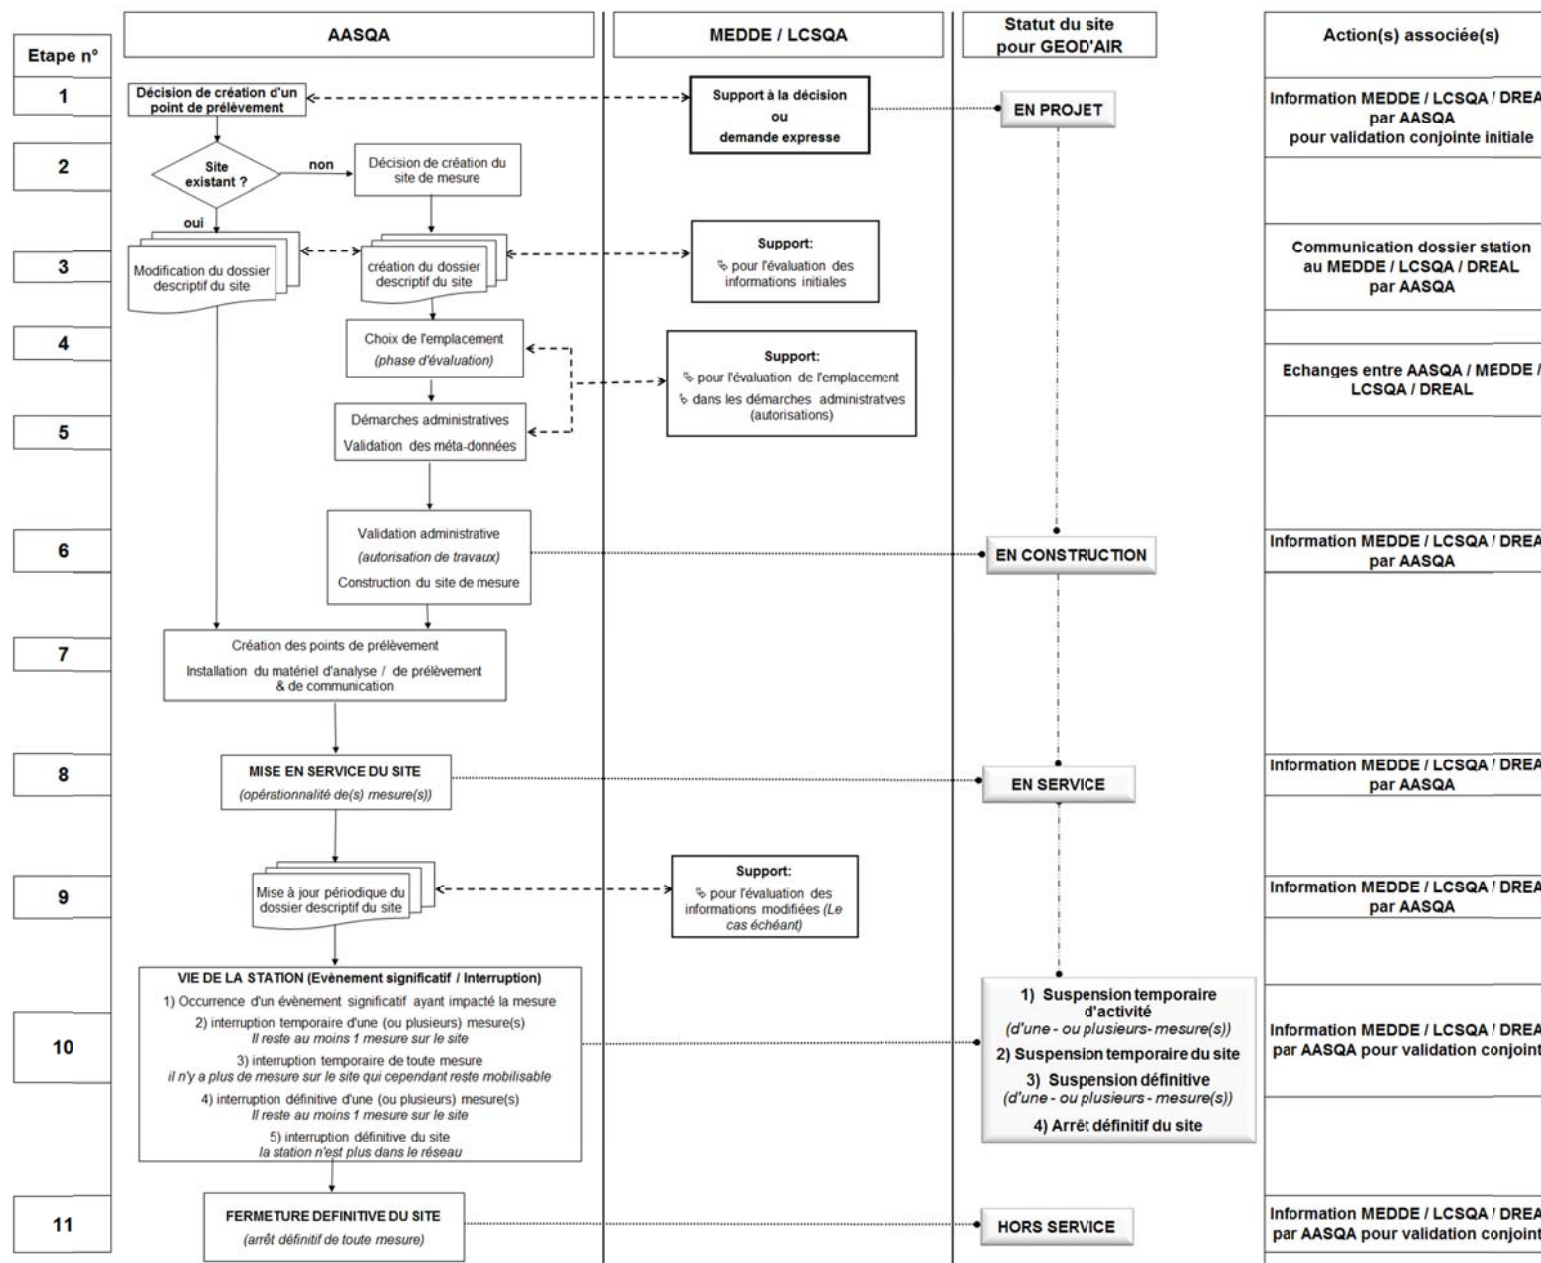 Etape n°
AASQA
MEDDE / LCSQA
Statut du site
pour GEOD'AIR
Action(s) associée(s)
1
Décision de création d'un
point de prélèvement
Support à la décision
ou
demande expresse
EN PROJET
Information MEDDE / LCSQA / DREA
par AASQA
pour validation conjointe initiale
2
Site
existant ?
non
Décision de création du
site de mesure
oui
3
Modification du dossier
descriptif du site
création du dossier
descriptif du site
Support:
pour l'évaluation des
informations initiales
Communication dossier station
au MEDDE / LCSQA / DREAL
par AASQA
4
Choix de l'emplacement
(phase d'évaluation)
Support:
pour l'évaluation de l'emplacement
dans les démarches administratves
(autorisations)
Echanges entre AASQA / MEDDE /
LCSQA / DREAL
5
Démarches administratives
Validation des méta-données
6
Validation administrative
(autorisation de travaux)
Construction du site de mesure
EN CONSTRUCTION
Information MEDDE / LCSQA / DREA
par AASQA
7
Création des points de prélèvement
Installation du matériel d'analyse / de prélèvement
& de communication
8
MISE EN SERVICE DU SITE
(opérationnalité de(s) mesure(s))
EN SERVICE
Information MEDDE / LCSQA / DREA
par AASQA
9
Mise à jour périodique du
dossier descriptif du site
Support:
pour l'évaluation des
informations modifiées (Le
cas échéant)
Information MEDDE / LCSQA / DREA
par AASQA
10
VIE DE LA STATION (Evènement significatif / Interruption)
1) Occurrence d'un évènement significatif ayant impacté la mesure
2) interruption temporaire d'une (ou plusieurs) mesure(s)
Il reste au moins 1 mesure sur le site
3) interruption temporaire de toute mesure
il n'y a plus de mesure sur le site qui cependant reste mobilisable
4) interruption définitive d'une (ou plusieurs) mesure(s)
Il reste au moins 1 mesure sur le site
5) interruption définitive du site
la station n'est plus dans le réseau
1) Suspension temporaire
d'activité
(d'une - ou plusieurs - mesure(s))
2) Suspension temporaire du site
3) Suspension définitive
(d'une - ou plusieurs - mesure(s))
4) Arrêt définitif du site
Information MEDDE / LCSQA / DREA
par AASQA pour validation conjoint
11
FERMETURE DEFINITIVE DU SITE
(arrêt définitif de toute mesure)
HORS SERVICE
Information MEDDE / LCSQA / DREA
par AASQA pour validation conjoint